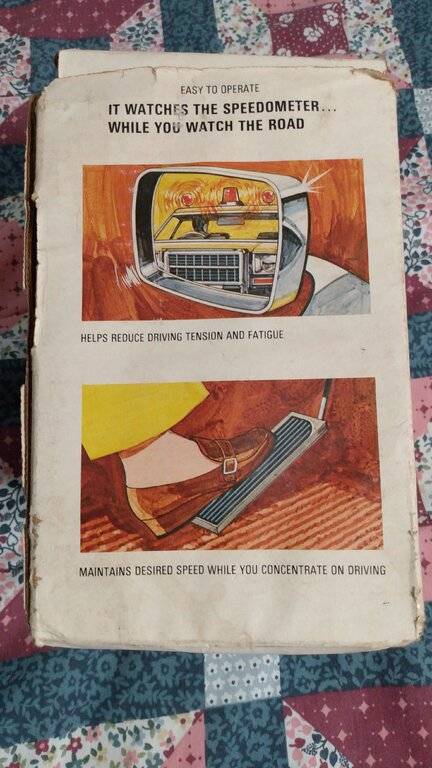 EASY TO OPERATE
IT WATCHES THE SPEEDOMETER...
WHILE YOU WATCH THE ROAD
HELPS REDUCE DRIVING TENSION AND FATIGUE
MAINTAINS DESIRED SPEED WHILE YOU CONCENTRATE ON DRIVING